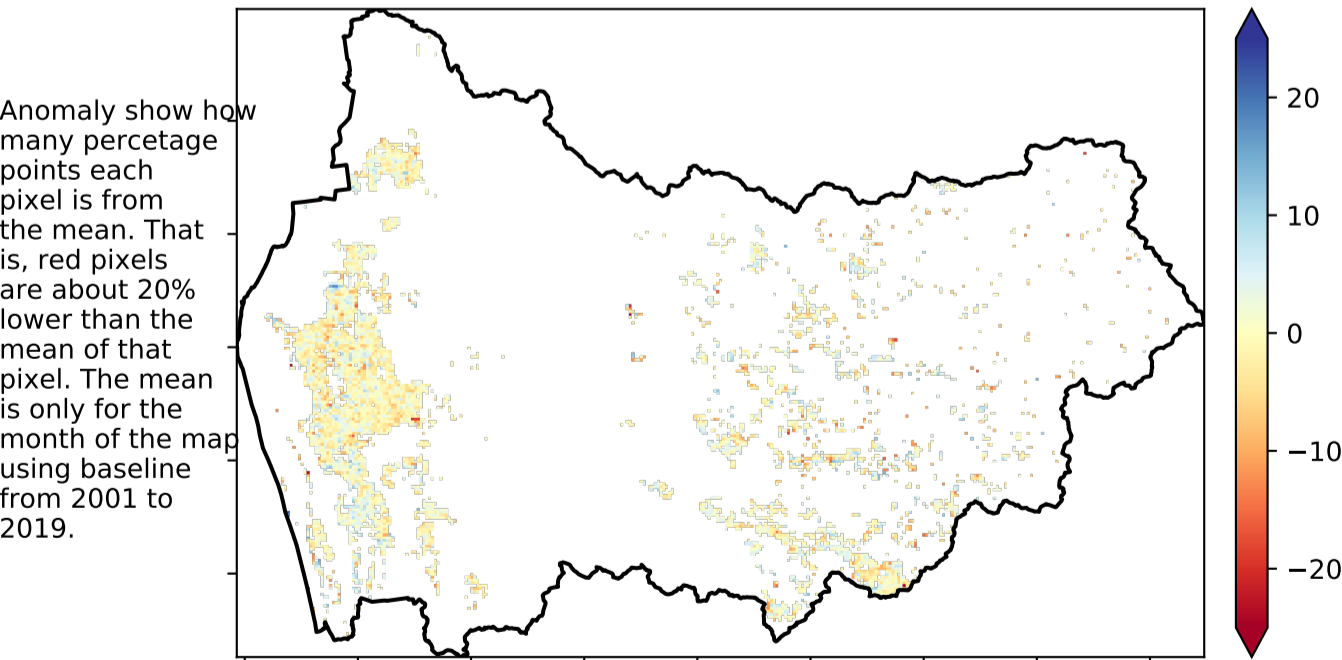 Anomaly show how
many percetage
points each
pixel is from
the mean. That
is, red pixels
are about 20%
lower than the
mean of that
pixel. The mean
is only for the
month of the map
using baseline
from 2001 to
2019.
20
10
0
−10
−20